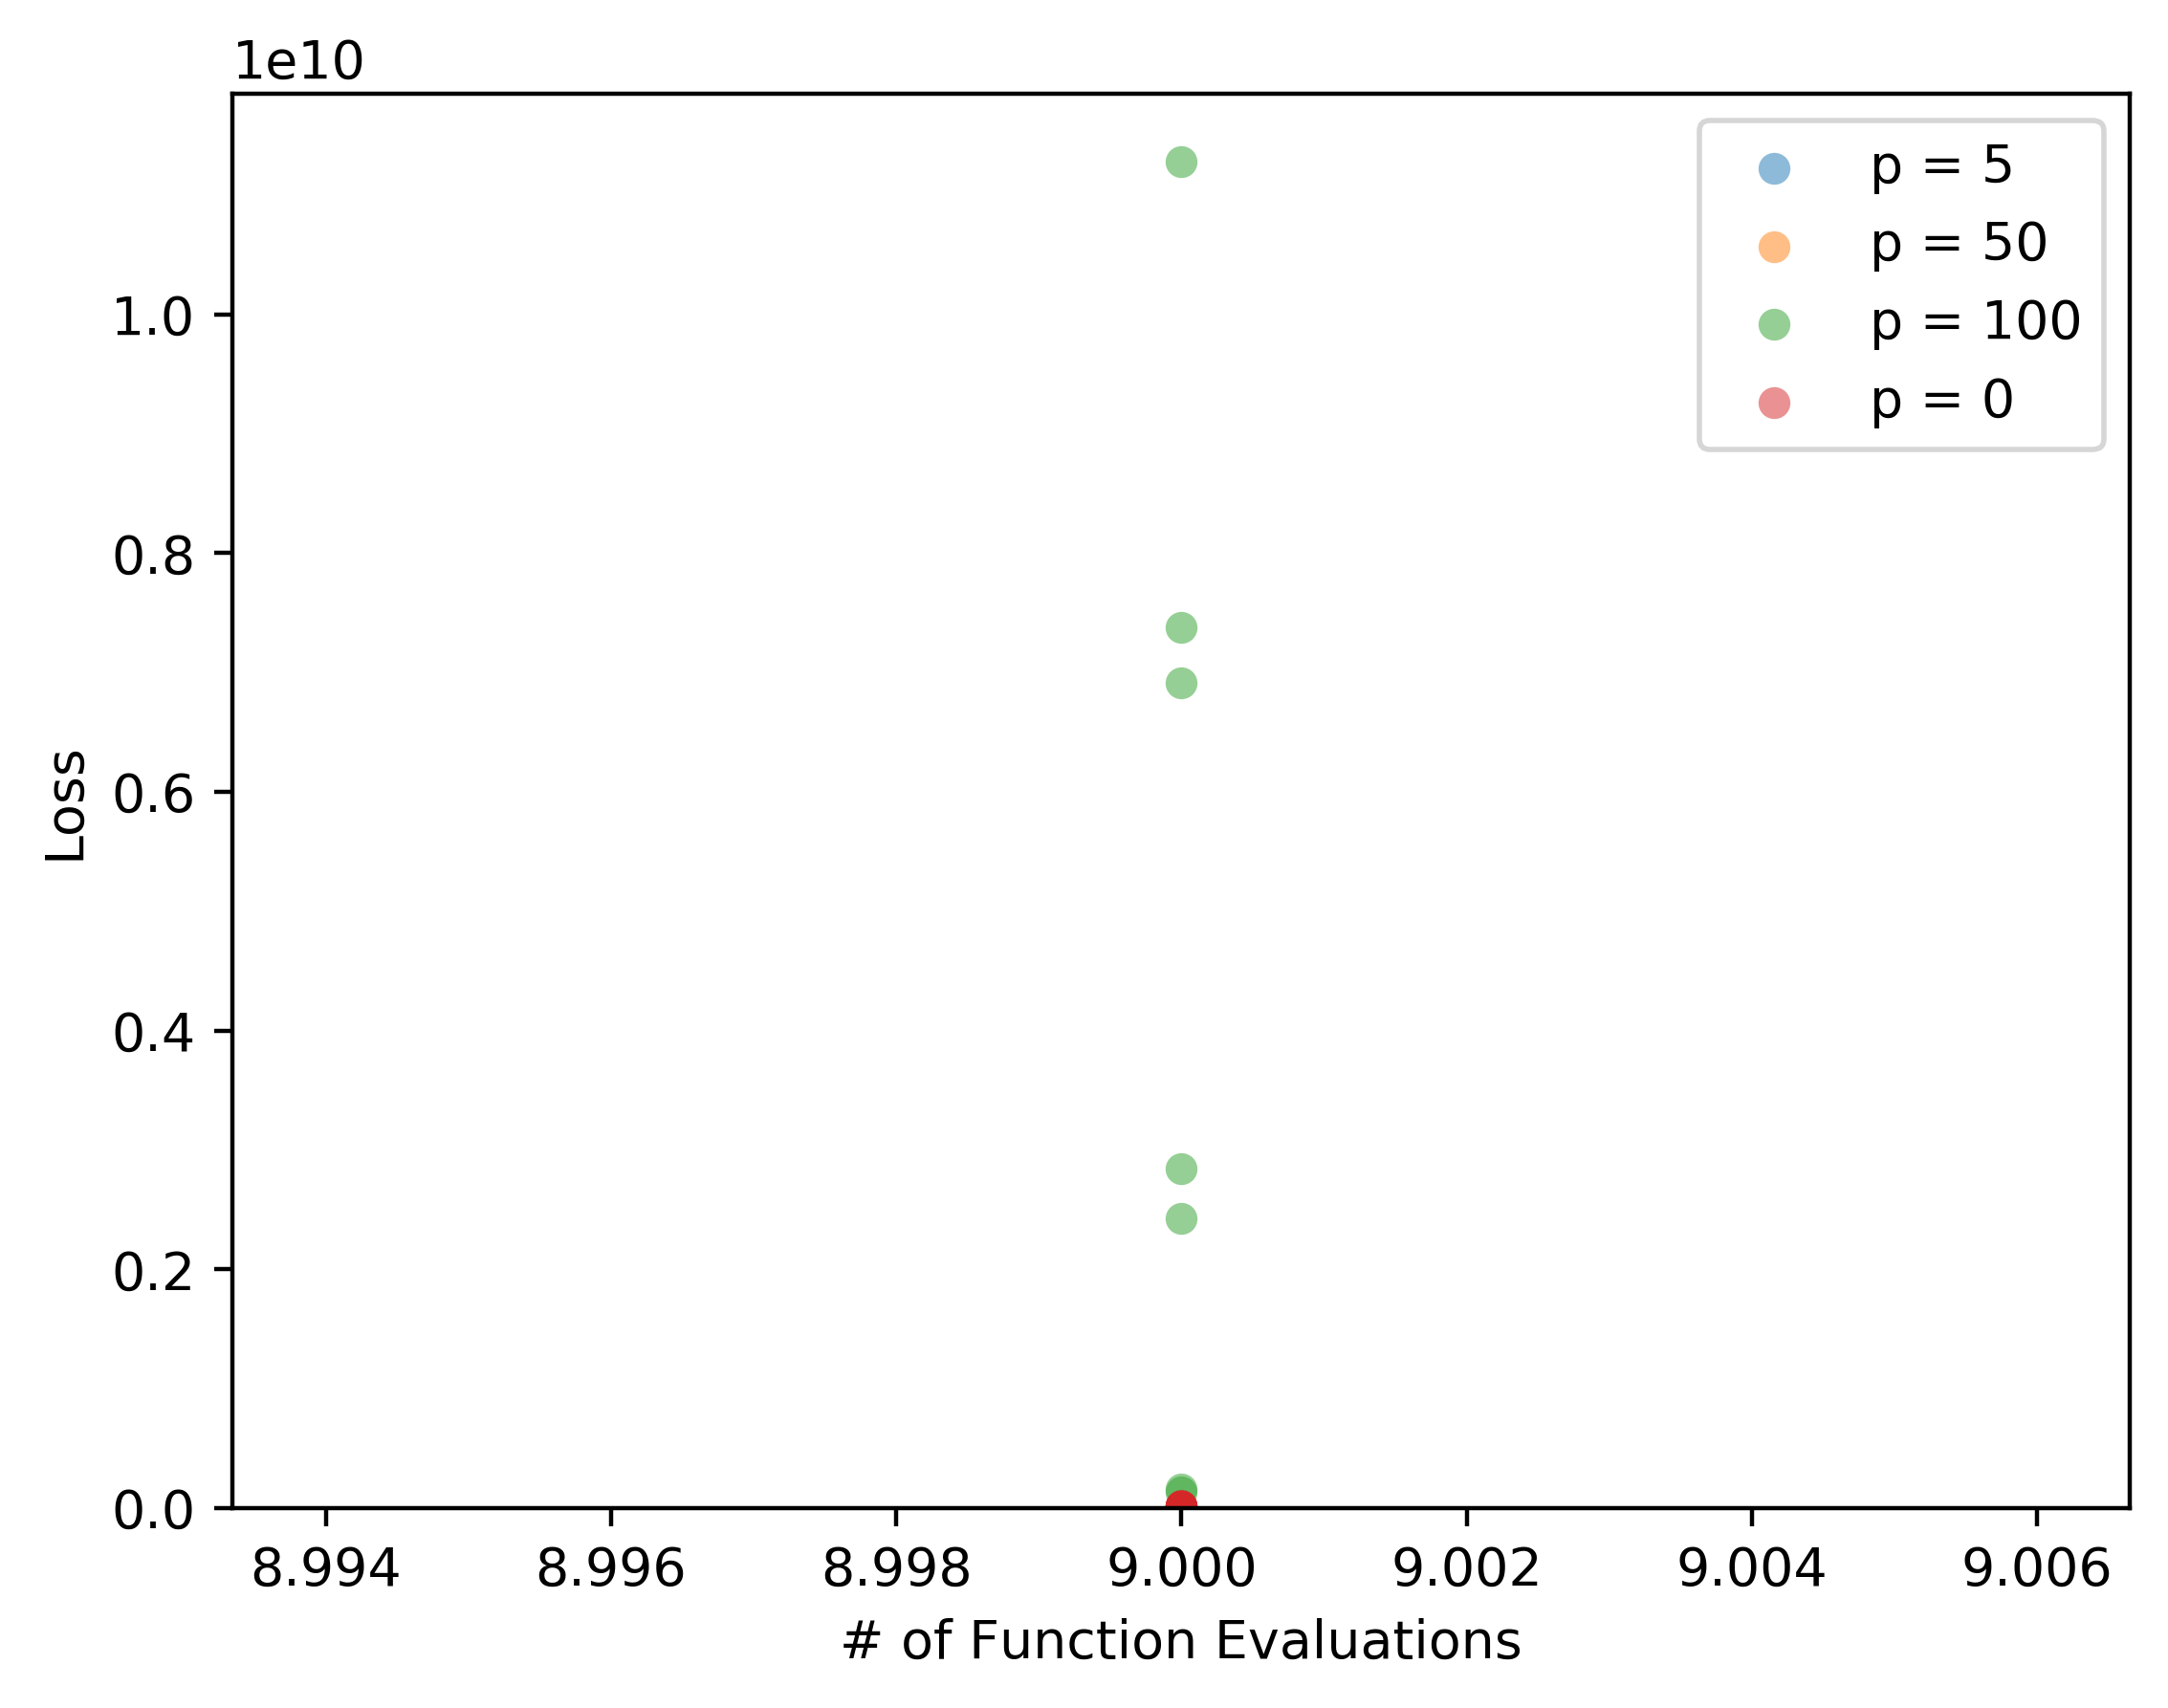 1e10
p = 5
p = 50
p = 100
p = 0
1.0
0.8
0.6
0.4
0.2
0.0
Loss
8.994 8.996 8.998 9.000 9.002 9.004 9.006
# of Function Evaluations